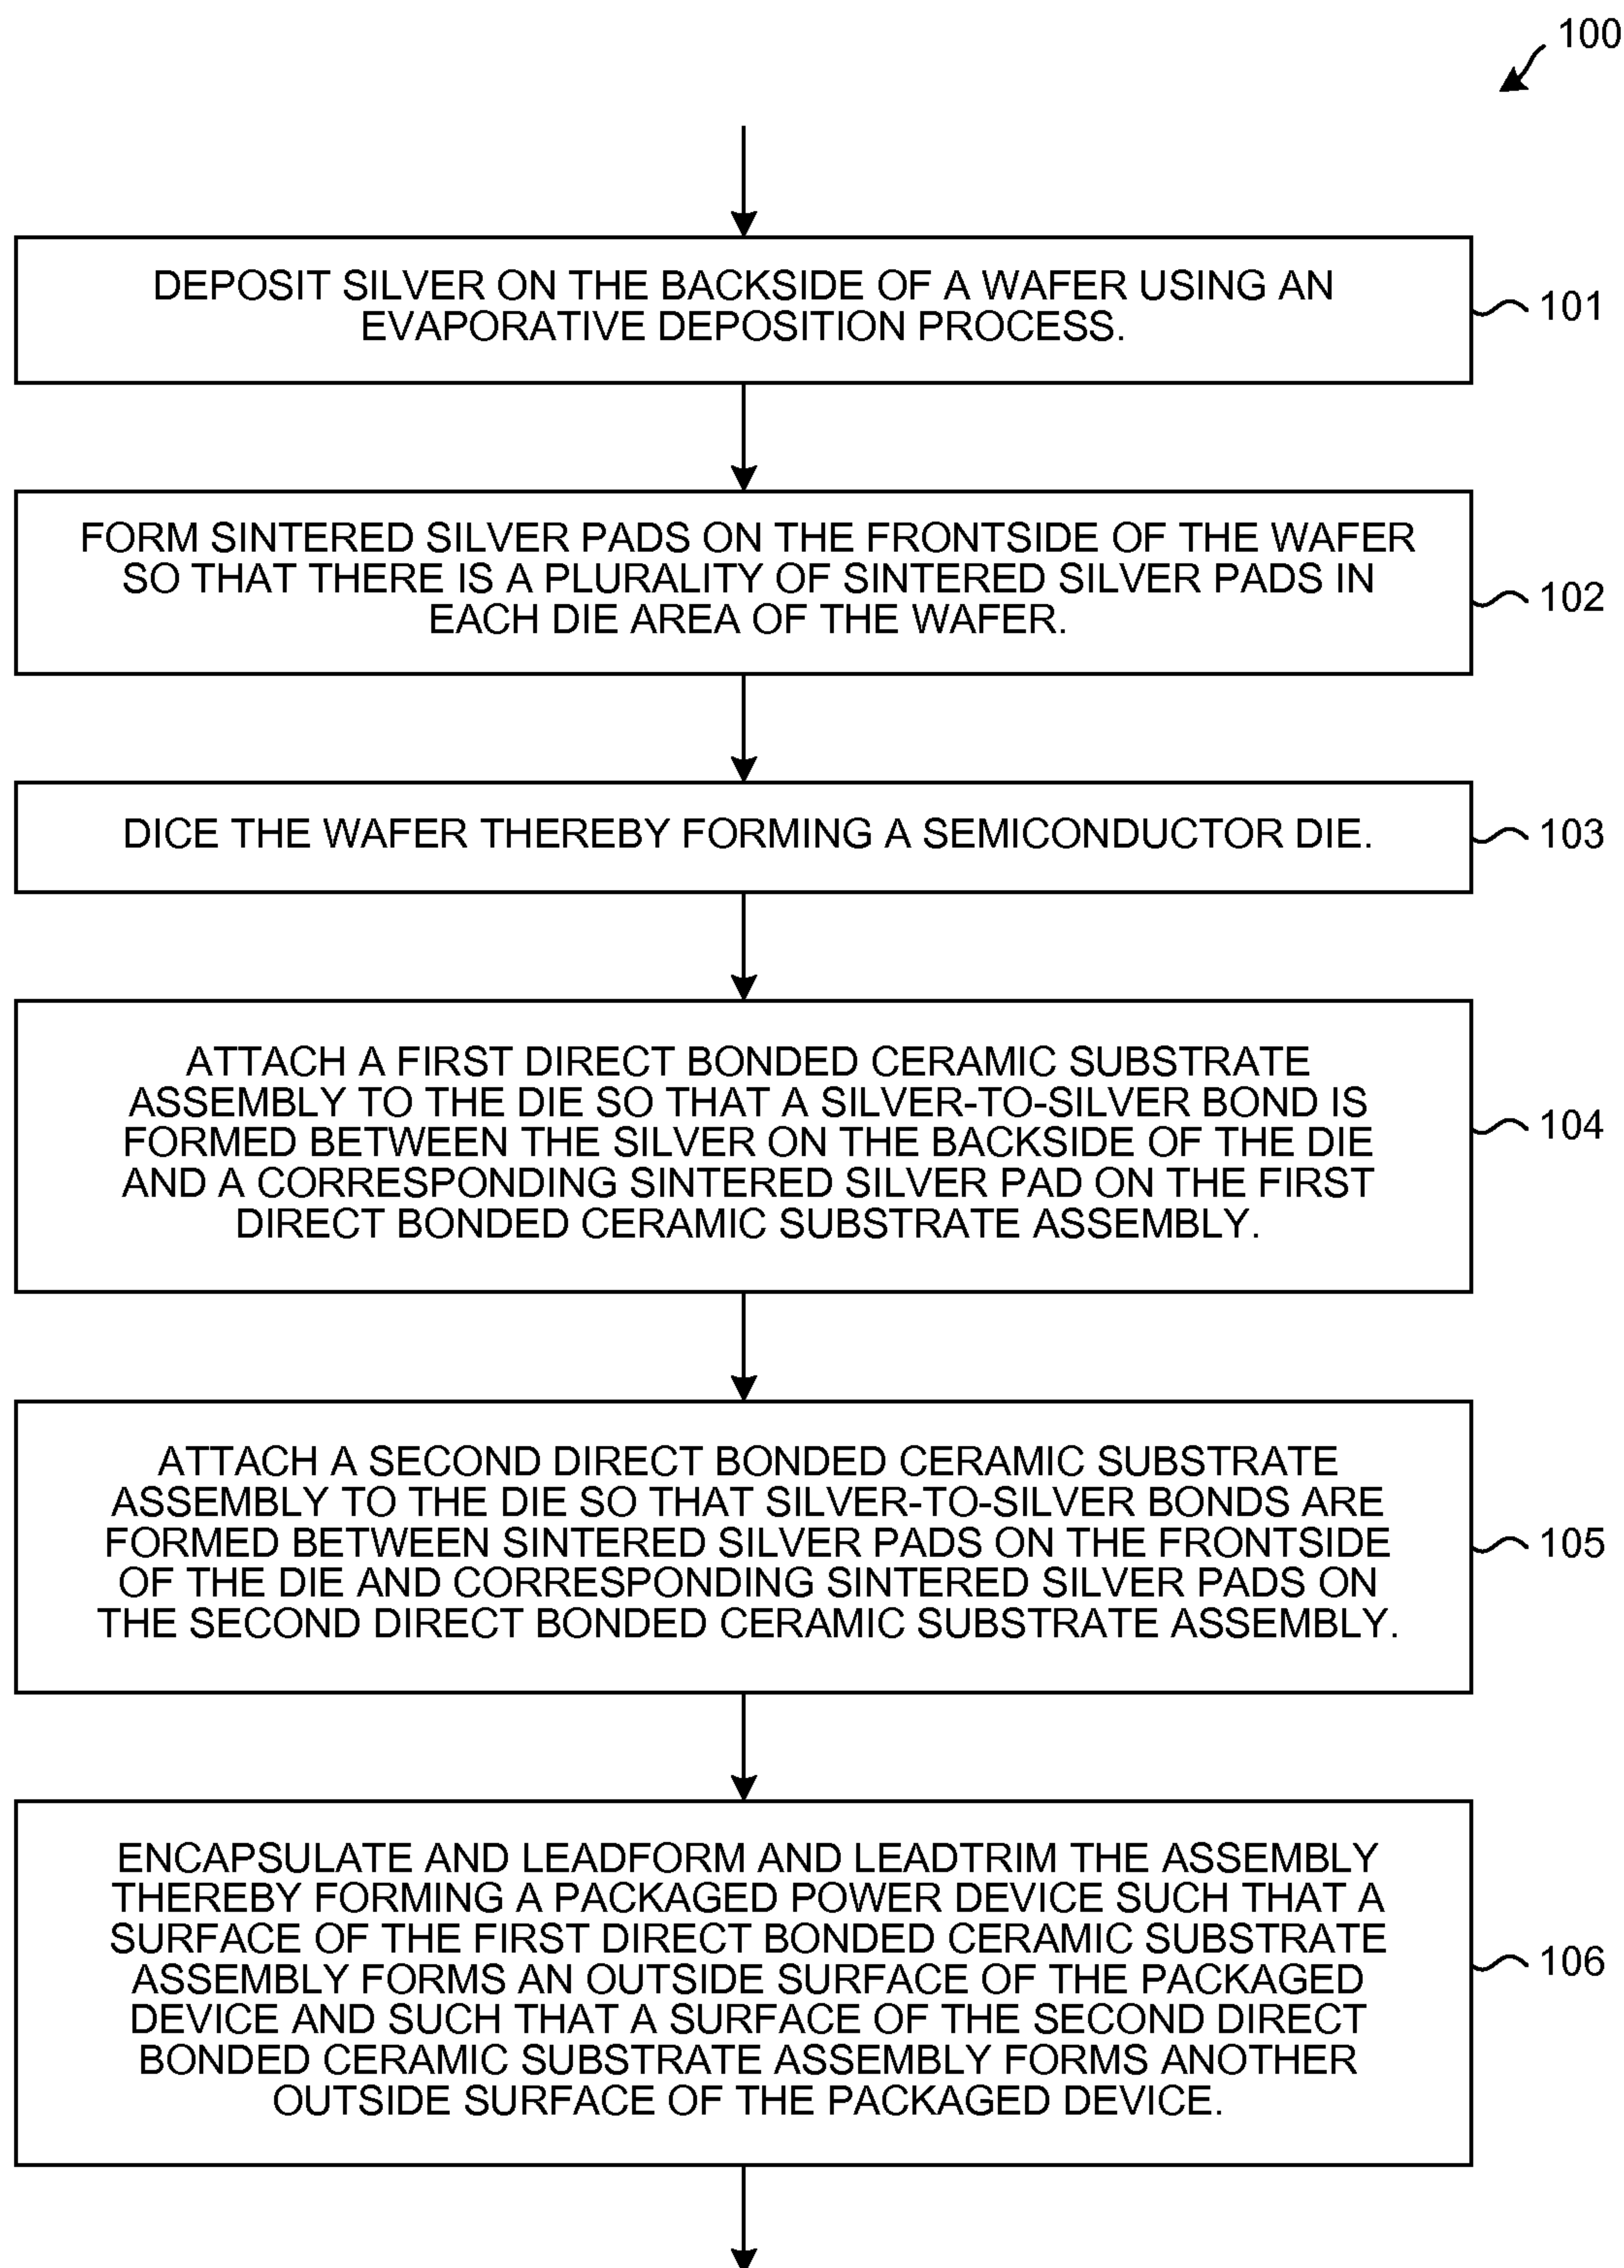 100
DEPOSIT SILVER ON THE BACKSIDE OF A WAFER USING AN
EVAPORATIVE DEPOSITION PROCESS.
101
FORM SINTERED SILVER PADS ON THE FRONTSIDE OF THE WAFER
SO THAT THERE IS A PLURALITY OF SINTERED SILVER PADS IN
EACH DIE AREA OF THE WAFER.
102
DICE THE WAFER THEREBY FORMING A SEMICONDUCTOR DIE.
103
ATTACH A FIRST DIRECT BONDED CERAMIC SUBSTRATE
ASSEMBLY TO THE DIE SO THAT A SILVER-TO-SILVER BOND IS
FORMED BETWEEN THE SILVER ON THE BACKSIDE OF THE DIE
AND A CORRESPONDING SINTERED SILVER PAD ON THE FIRST
DIRECT BONDED CERAMIC SUBSTRATE ASSEMBLY.
104
ATTACH A SECOND DIRECT BONDED CERAMIC SUBSTRATE
ASSEMBLY TO THE DIE SO THAT SILVER-TO-SILVER BONDS ARE
FORMED BETWEEN SINTERED SILVER PADS ON THE FRONTSIDE
OF THE DIE AND CORRESPONDING SINTERED SILVER PADS ON
THE SECOND DIRECT BONDED CERAMIC SUBSTRATE ASSEMBLY.
105
ENCAPSULATE AND LEADFORM AND LEADTRIM THE ASSEMBLY
THEREBY FORMING A PACKAGED POWER DEVICE SUCH THAT A
SURFACE OF THE FIRST DIRECT BONDED CERAMIC SUBSTRATE
ASSEMBLY FORMS AN OUTSIDE SURFACE OF THE PACKAGED
DEVICE AND SUCH THAT A SURFACE OF THE SECOND DIRECT
BONDED CERAMIC SUBSTRATE ASSEMBLY FORMS ANOTHER
OUTSIDE SURFACE OF THE PACKAGED DEVICE.
106